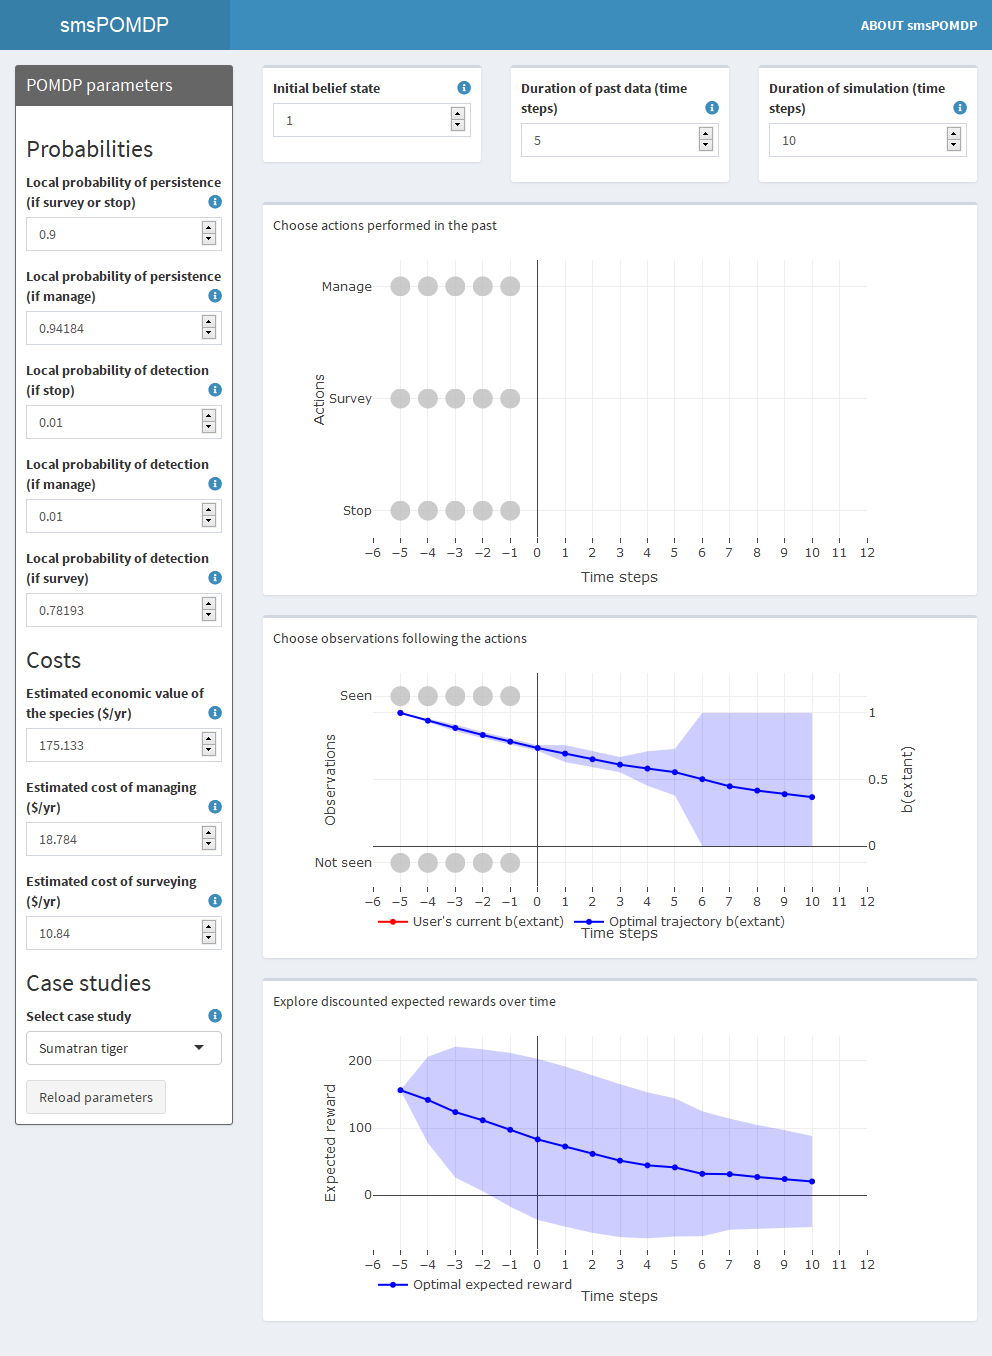 smsPOMDP
ABOUT smsPOMDP
POMDP parameters
Probabilities
Local probability of persistence
(if survey or stop)
0.9
Local probability of persistence
(if manage)
0.94184
Local probability of detection
(if stop)
0.01
Local probability of detection
(if manage)
0.01
Local probability of detection
(if survey)
0.78193
Costs
Estimated economic value of
the species ($/yr)
175.133
Estimated cost of managing
($/yr)
18.784
Estimated cost of surveying
($/yr)
10.84
Case studies
Select case study
Sumatran tiger
Reload parameters
Initial belief state
1
Duration of past data (time
steps)
5
Duration of simulation (time
steps)
10
Choose actions performed in the past
Manage
Survey
Stop
Actions
−6 −5 −4 −3 −2 −1 0 1 2 3 4 5 6 7 8 9 10 11 12
Time steps
Choose observations following the actions
Seen
Not seen
Observations
1
0.5
0
b(extant)
−6 −5 −4 −3 −2 −1 0 1 2 3 4 5 6 7 8 9 10 11 12
User's current b(extant) Optimal trajectory b(extant)
Time steps
Explore discounted expected rewards over time
200
100
0
Expected reward
−6 −5 −4 −3 −2 −1 0 1 2 3 4 5 6 7 8 9 10 11 12
Optimal expected reward
Time steps